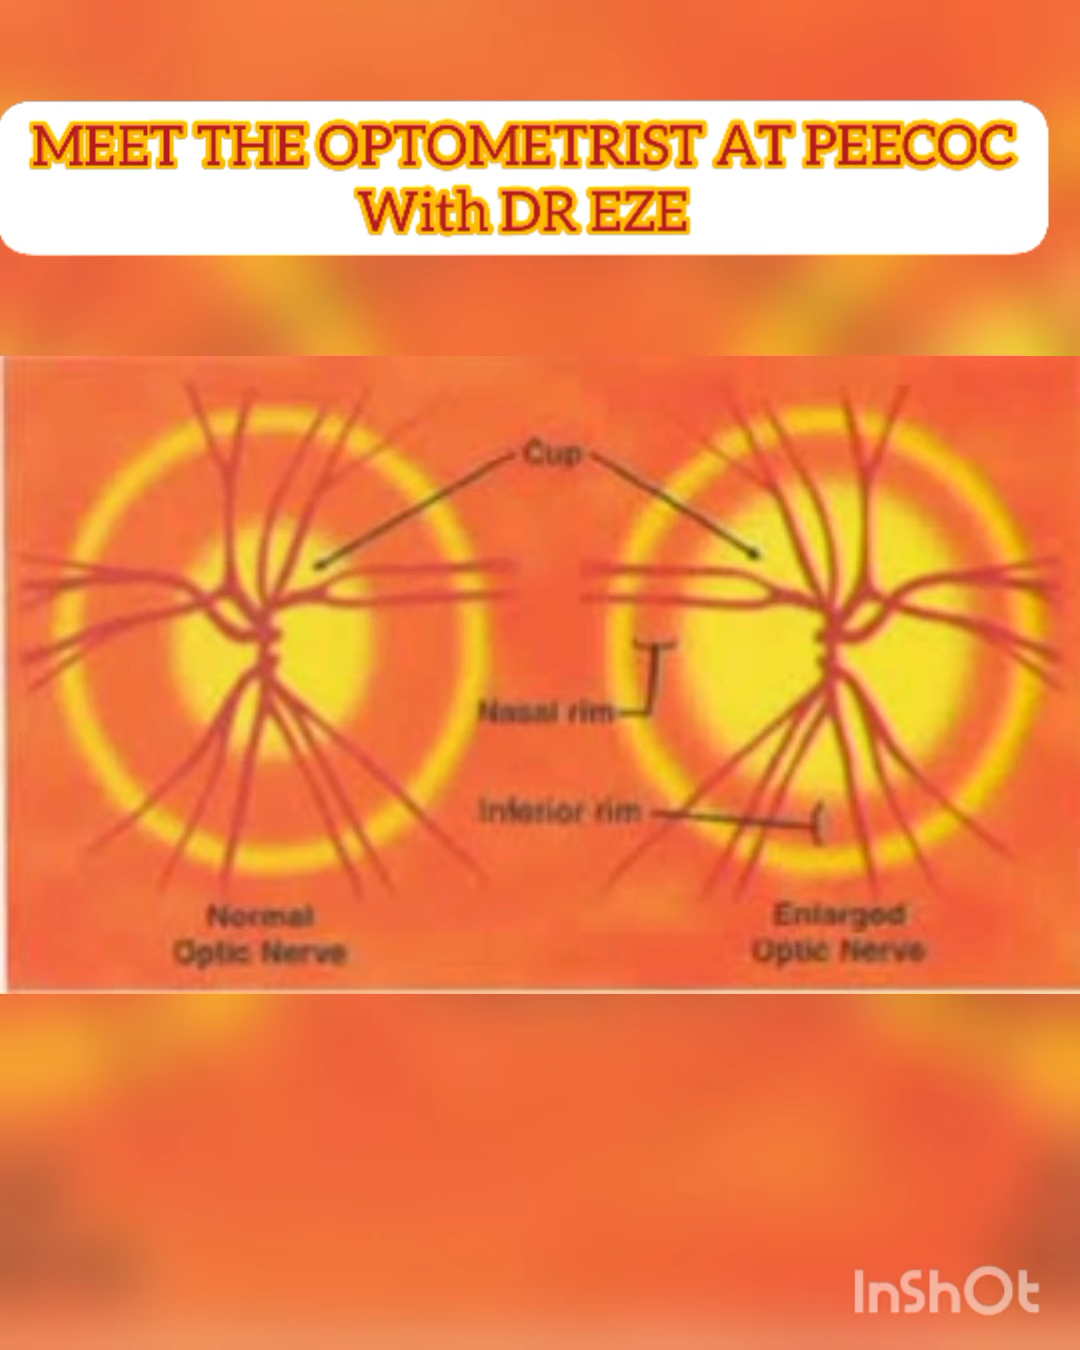 MEET THE OPTOMETRIST AT PEECOC
With DR EZE
Cup
Nasal rim
Inferior rim
Normal
Optic Nerve
Enlarged
Optic Nerve
InShOt